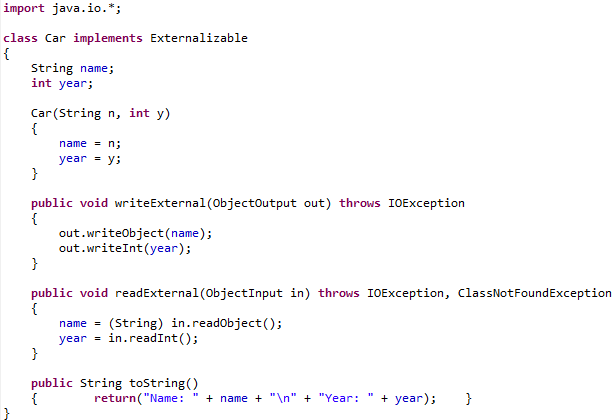 import java.io.*;

class Car implements Externalizable
{
    String name;
    int year;

    Car(String n, int y)
    {
        name = n;
        year = y;
    }

    public void writeExternal(ObjectOutput out) throws IOException
    {
        out.writeObject(name);
        out.writeInt(year);
    }

    public void readExternal(ObjectInput in) throws IOException, ClassNotFoundException
    {
        name = (String) in.readObject();
        year = in.readInt();
    }

    public String toString()
    {        return("Name: " + name + "\n" + "Year: " + year);    }
}